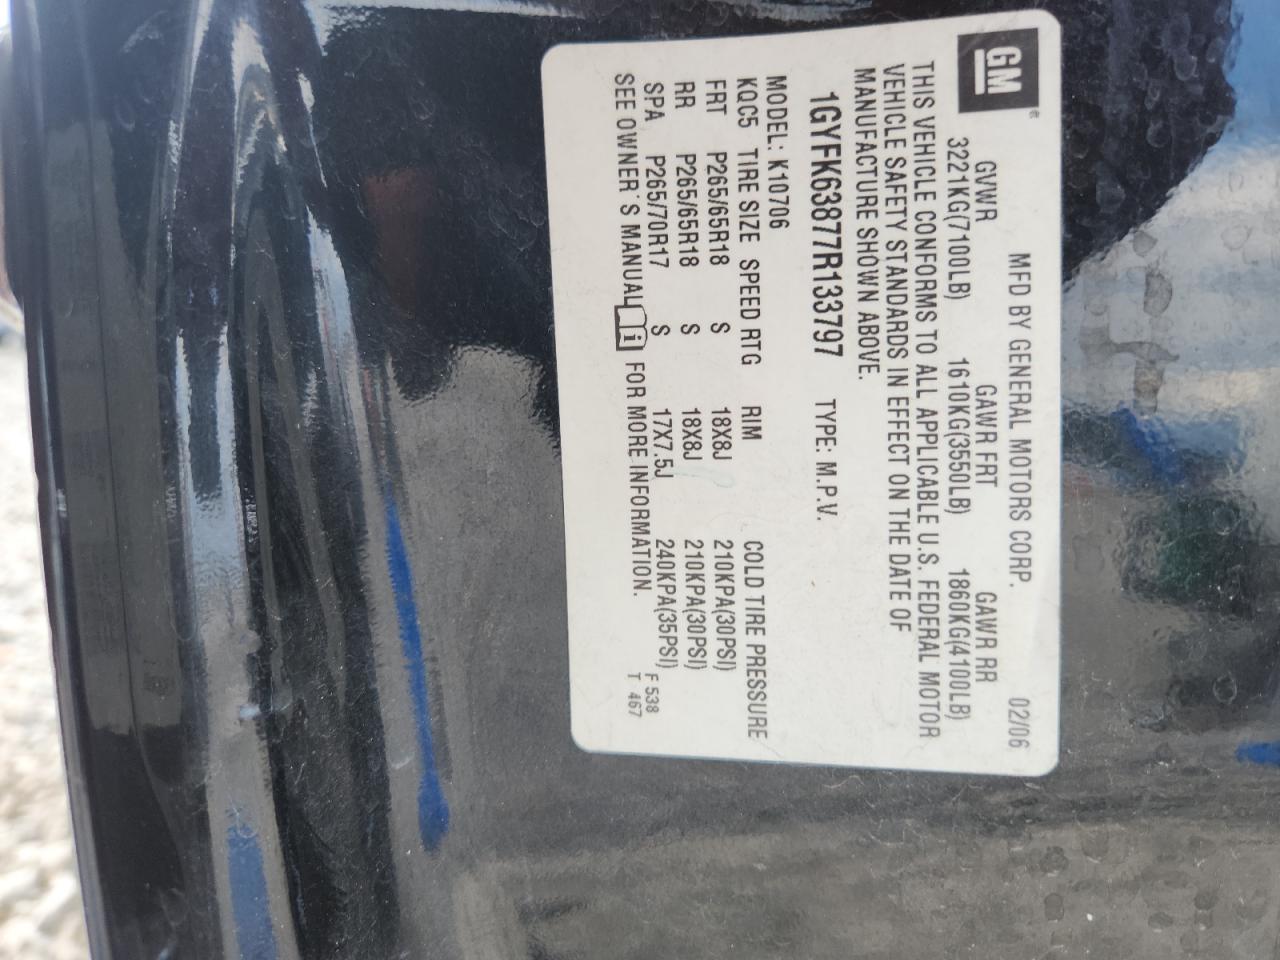 GM
MFD BY GENERAL MOTORS CORP. 02/06
GVWR GAWR FRT GAWR RR
3221KG(7100LB) 1610KG(3550LB) 1860KG(4100LB)
THIS VEHICLE CONFORMS TO ALL APPLICABLE U.S. FEDERAL MOTOR
VEHICLE SAFETY STANDARDS IN EFFECT ON THE DATE OF
MANUFACTURE SHOWN ABOVE.
1GYFK63877R133797 TYPE: M.P.V.
MODEL: K10706
KQC5 TIRE SIZE SPEED RTG RIM COLD TIRE PRESSURE
FRT P265/65R18 S 18X8J 210KPA(30PSI)
RR P265/65R18 S 18X8J 210KPA(30PSI)
SPA P265/70R17 S 17X7.5J 240KPA(35PSI) F 538
SEE OWNER'S MANUAL i FOR MORE INFORMATION. T 467